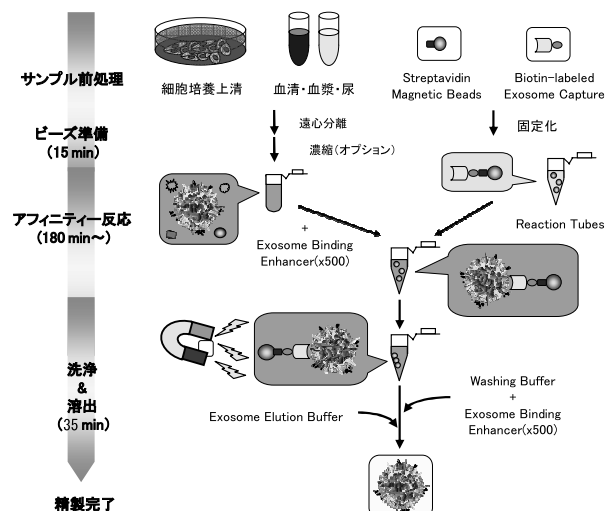 サンプル前処理
ビーズ準備
(15 min)
アフィニティー反応
(180 min～)
洗浄
&
溶出
(35 min)
精製完了
細胞培養上清
血清・血漿・尿
Streptavidin
Magnetic Beads
Biotin-labeled
Exosome Capture
遠心分離
濃縮(オプション)
固定化
+
Exosome Binding
Enhancer(x500)
Reaction Tubes
Exosome Elution Buffer
Washing Buffer
+
Exosome Binding
Enhancer(x500)